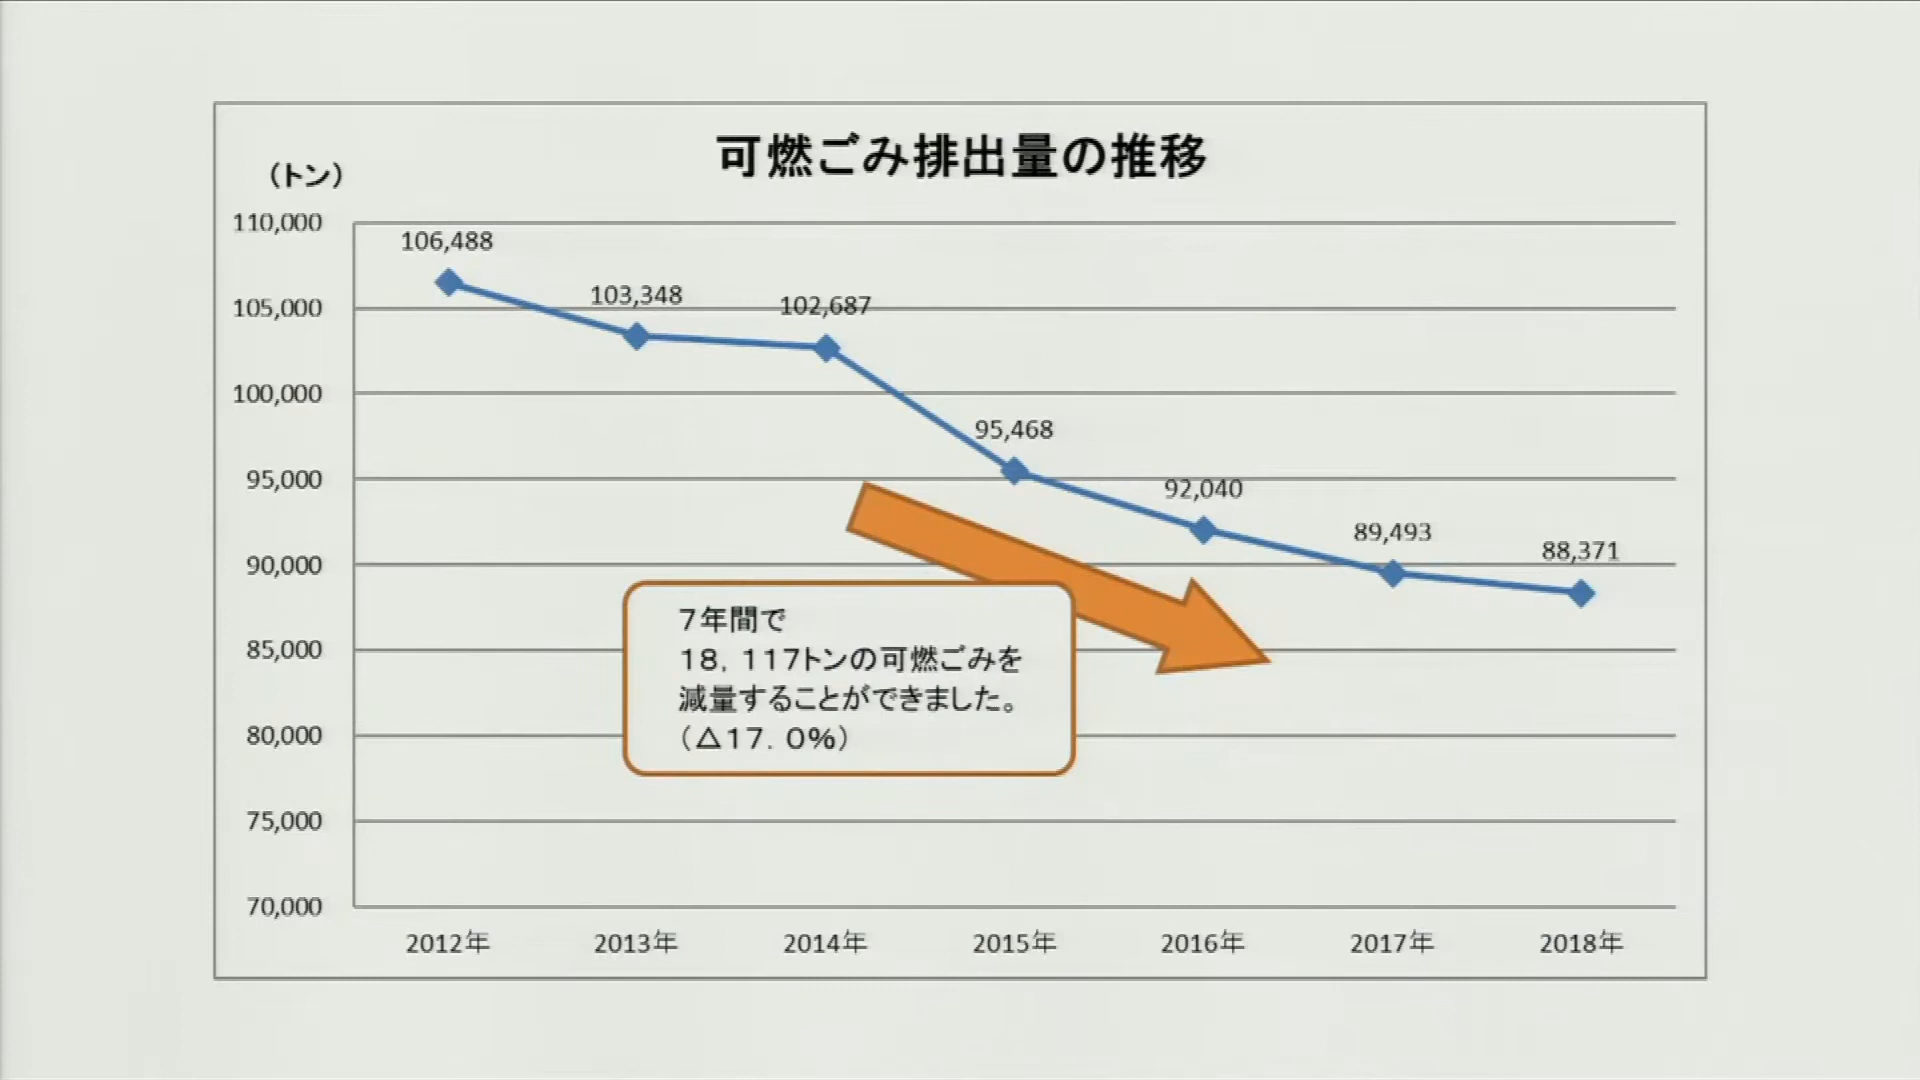 可燃ごみ排出量の推移
（トン）
110,000
105,000
100,000
95,000
90,000
85,000
80,000
75,000
70,000
106,488
103,348
102,687
95,468
92,040
89,493
88,371
７年間で
１８，１１７トンの可燃ごみを
減量することができました。
（△１７．０％）
2012年 2013年 2014年 2015年 2016年 2017年 2018年